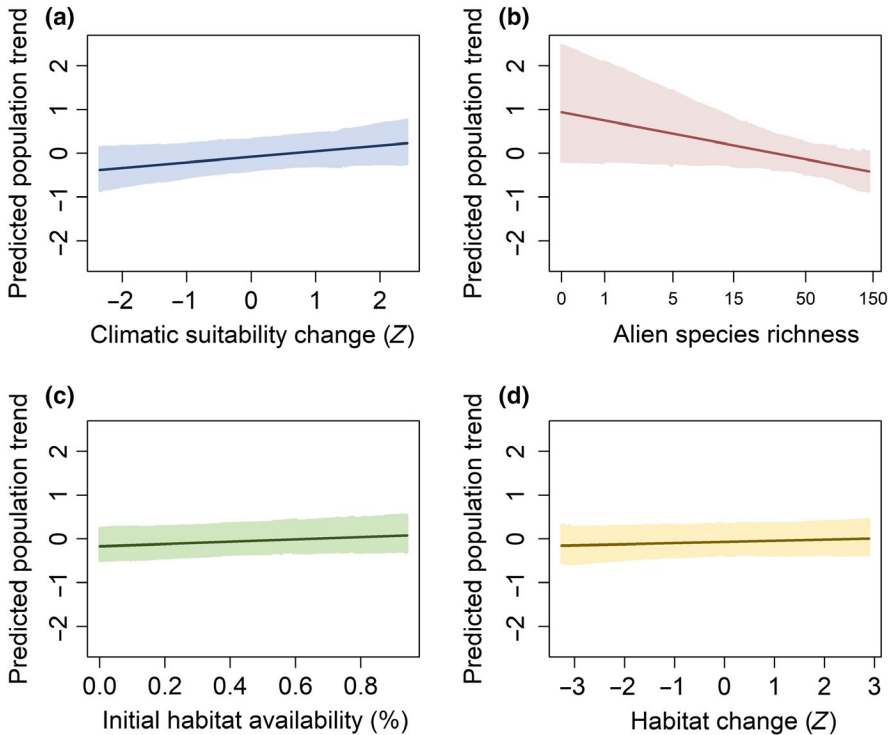 (a)
Predicted population trend
2
1
0
−1
−2
−2 −1 0 1 2
Climatic suitability change (Z)
(b)
Predicted population trend
2
1
0
−1
−2
0 1 5 15 50 150
Alien species richness
(c)
Predicted population trend
2
1
0
−1
−2
0.0 0.2 0.4 0.6 0.8
Initial habitat availability (%)
(d)
Predicted population trend
2
1
0
−1
−2
−3 −2 −1 0 1 2 3
Habitat change (Z)